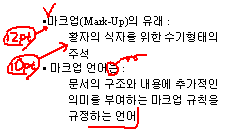 •마크업(Mark-Up)의 유래 :
12pt
활자의 식자를 위한 수기형태의
주석
10pt
• 마크업 언어는 :
문서의 구조와 내용에 추가적인
의미를 부여하는 마크업 규칙을
규정하는 언어